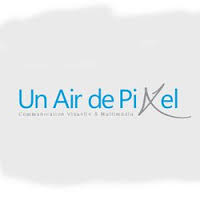 Un Air de Pixel
Communication Visuelle & Multimédia